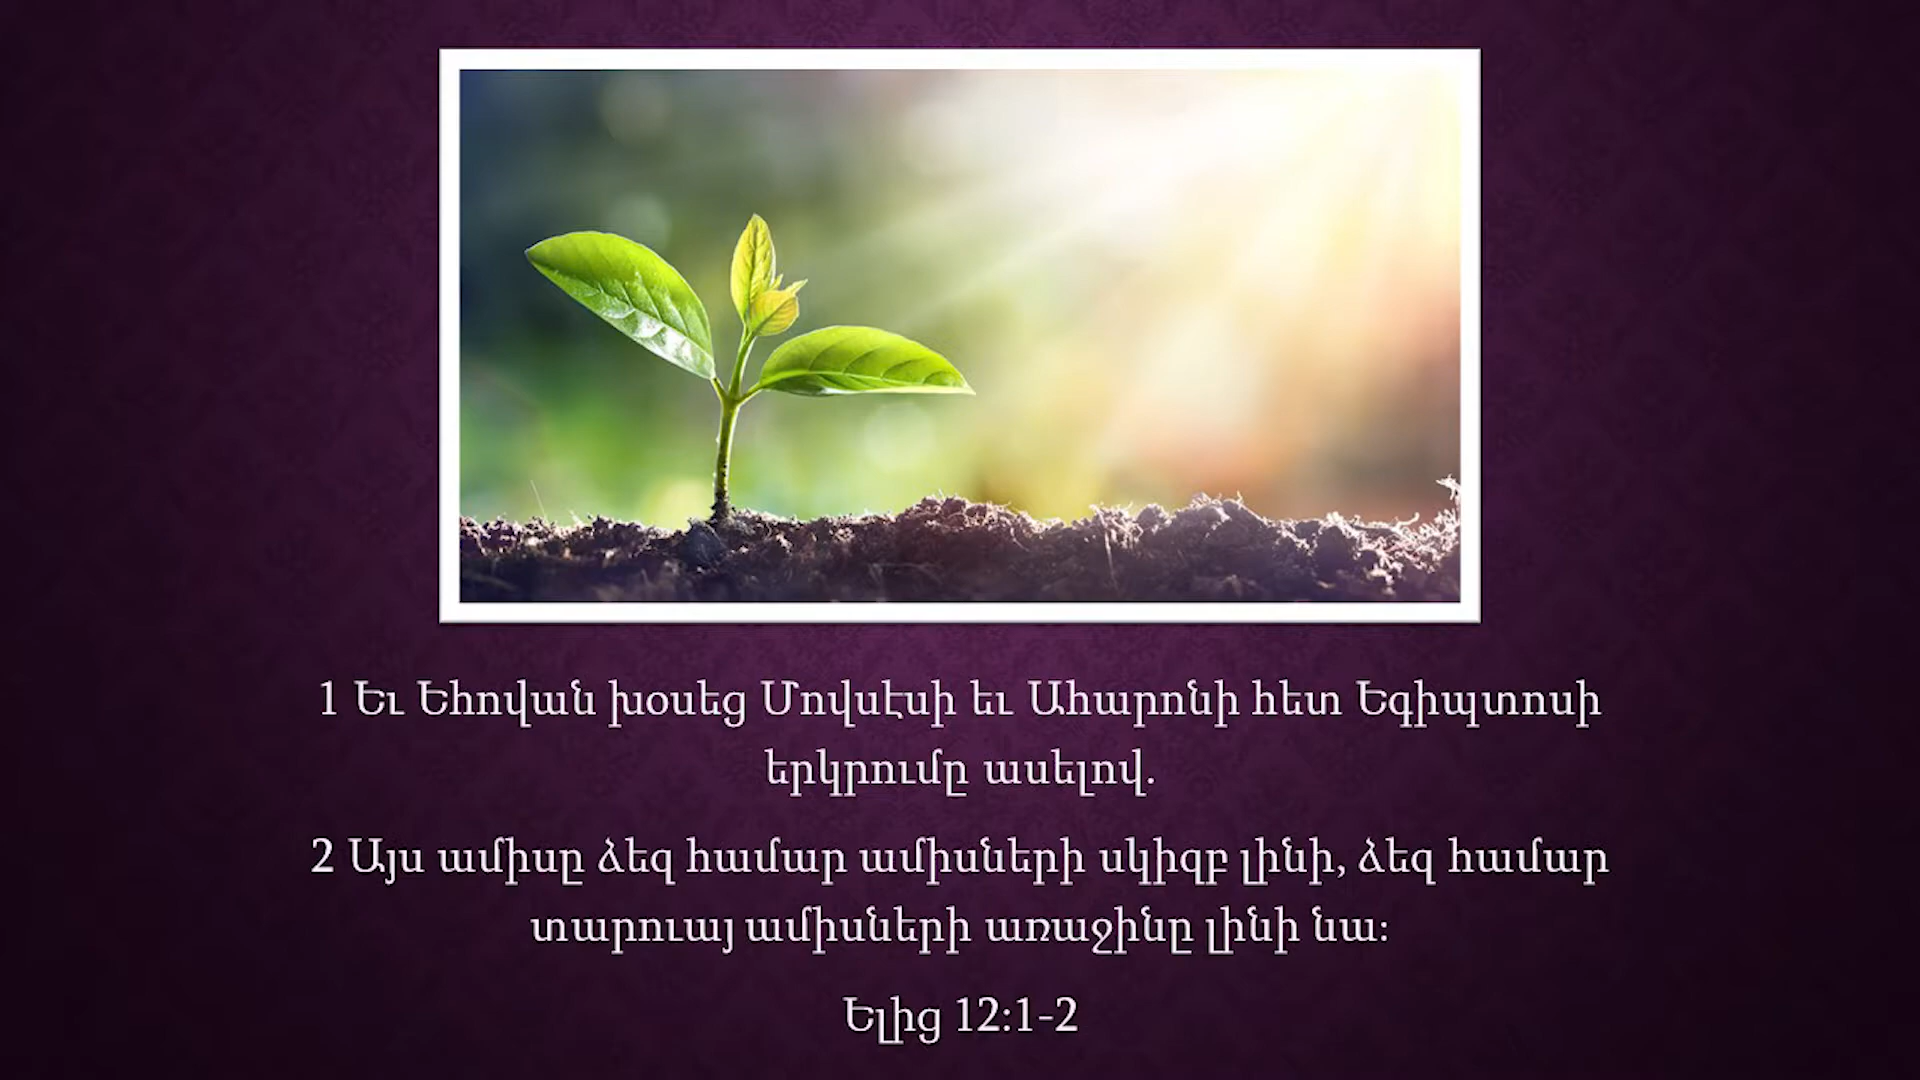 1 Եւ Եհովան խօսեց Մովսէսի եւ Ահարոնի հետ Եգիպտոսի
երկրումը ասելով.
2 Այս ամիսը ձեզ համար ամիսների սկիզբ լինի, ձեզ համար
տարուայ ամիսների առաջինը լինի նա։
Ելից 12:1-2